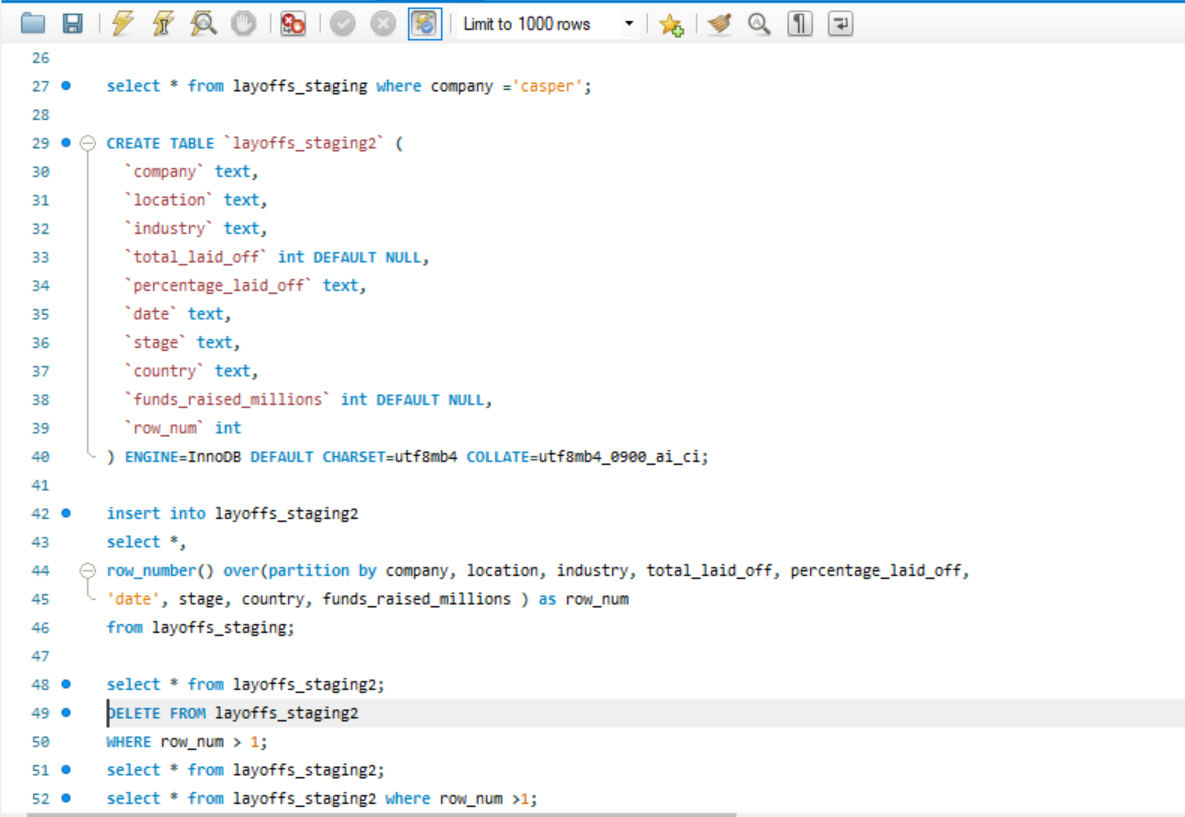 Limit to 1000 rows
26
27 select * from layoffs_staging where company ='casper';
28
29 CREATE TABLE `layoffs_staging2` (
30 `company` text,
31 `location` text,
32 `industry` text,
33 `total_laid_off` int DEFAULT NULL,
34 `percentage_laid_off` text,
35 `date` text,
36 `stage` text,
37 `country` text,
38 `funds_raised_millions` int DEFAULT NULL,
39 `row_num` int
40 ) ENGINE=InnoDB DEFAULT CHARSET=utf8mb4 COLLATE=utf8mb4_0900_ai_ci;
41
42 insert into layoffs_staging2
43 select *,
44 row_number() over(partition by company, location, industry, total_laid_off, percentage_laid_off,
45 'date', stage, country, funds_raised_millions ) as row_num
46 from layoffs_staging;
47
48 select * from layoffs_staging2;
49 DELETE FROM layoffs_staging2
50 WHERE row_num > 1;
51 select * from layoffs_staging2;
52 select * from layoffs_staging2 where row_num >1;